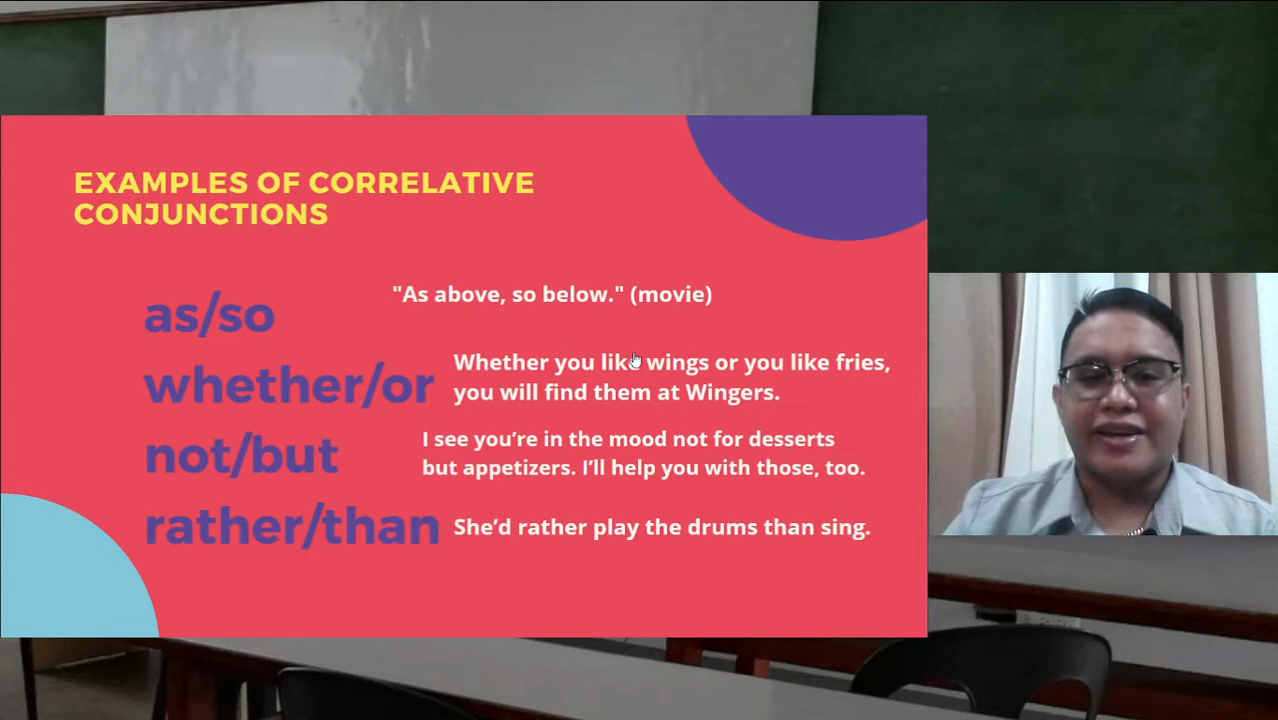 EXAMPLES OF CORRELATIVE
CONJUNCTIONS
as/so
"As above, so below." (movie)
whether/or
Whether you like wings or you like fries,
you will find them at Wingers.
not/but
I see you’re in the mood not for desserts
but appetizers. I’ll help you with those, too.
rather/than
She’d rather play the drums than sing.